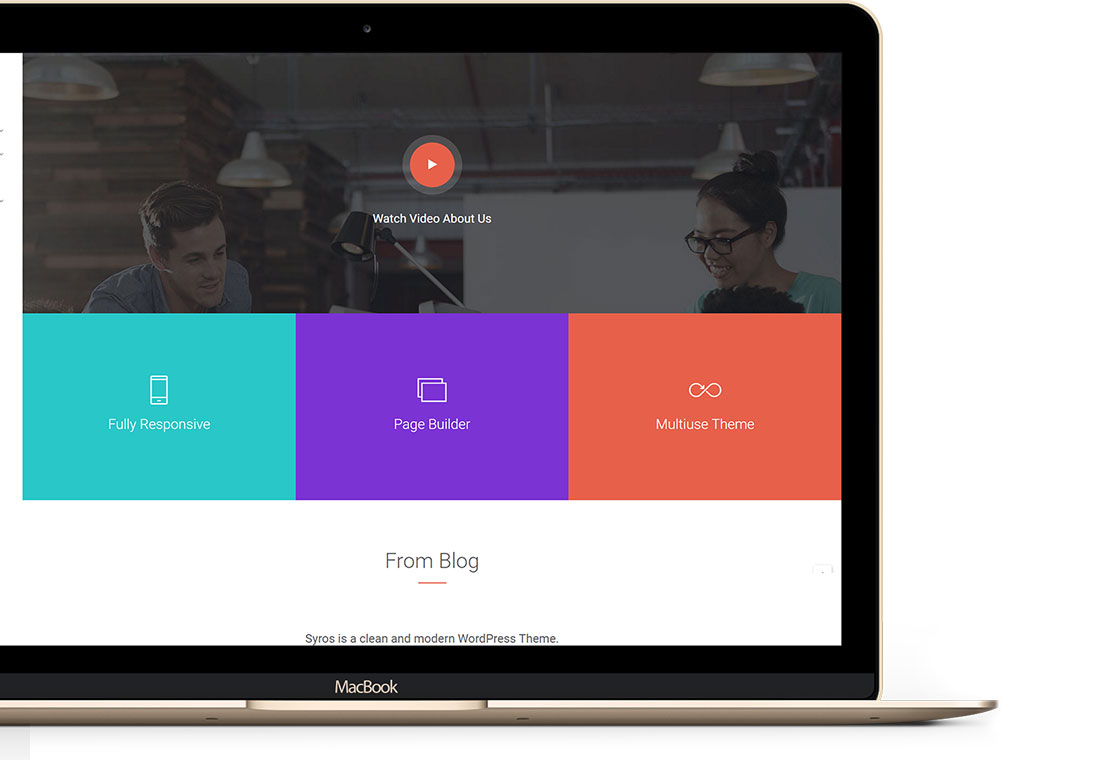 Watch Video About Us
Fully Responsive
Page Builder
Multiuse Theme
From Blog
Syros is a clean and modern WordPress Theme.
MacBook